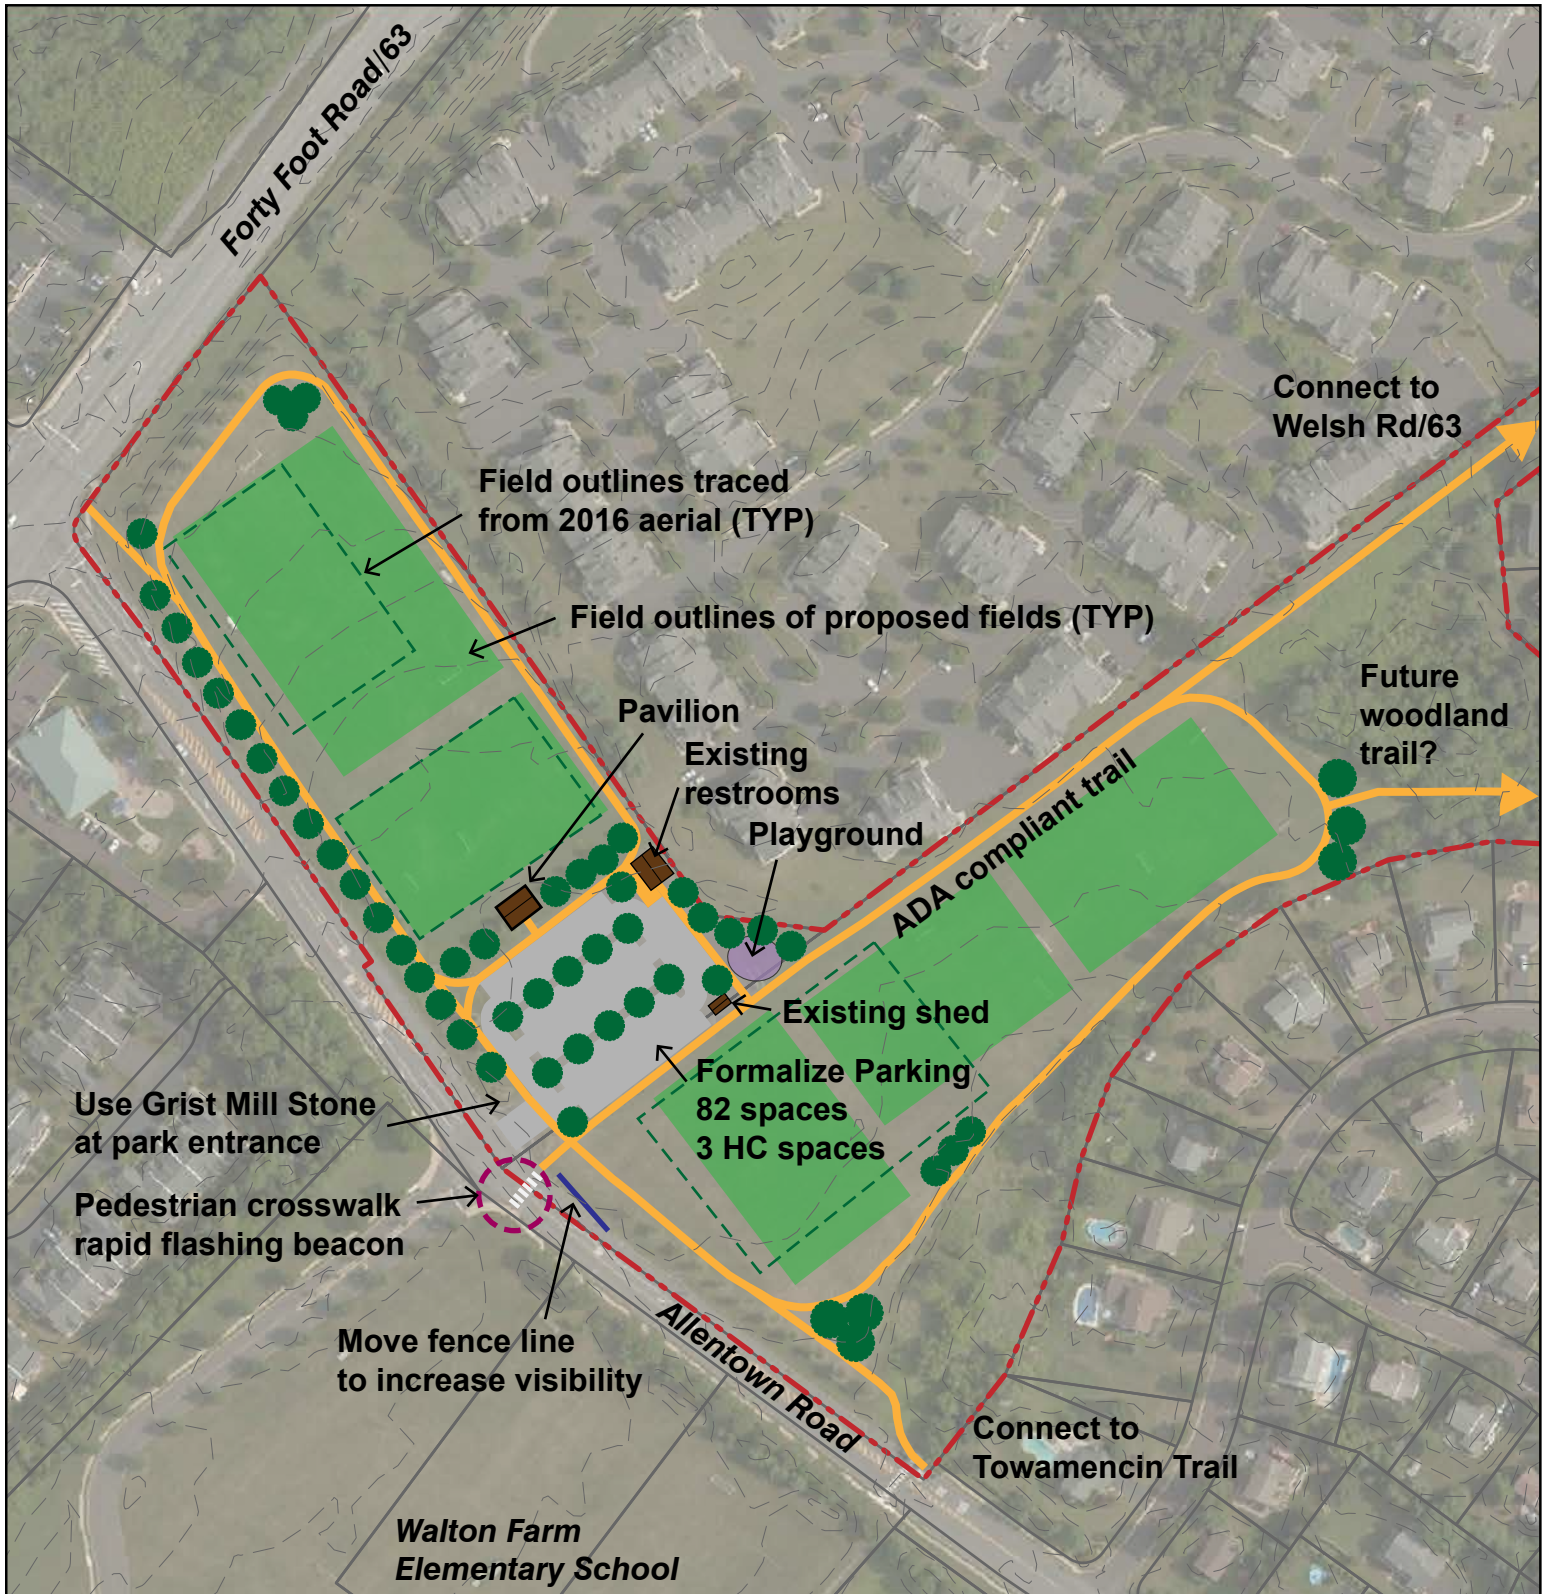 Forty Foot Road/63
Connect to
Welsh Rd/63
Field outlines traced
from 2016 aerial (TYP)
Field outlines of proposed fields (TYP)
Future
woodland
trail?
Pavilion
Existing
restrooms
Playground
ADA compliant trail
Existing shed
Formalize Parking
82 spaces
3 HC spaces
Use Grist Mill Stone
at park entrance
Pedestrian crosswalk
rapid flashing beacon
Move fence line
to increase visibility
Allentown Road
Connect to
Towamencin Trail
Walton Farm
Elementary School